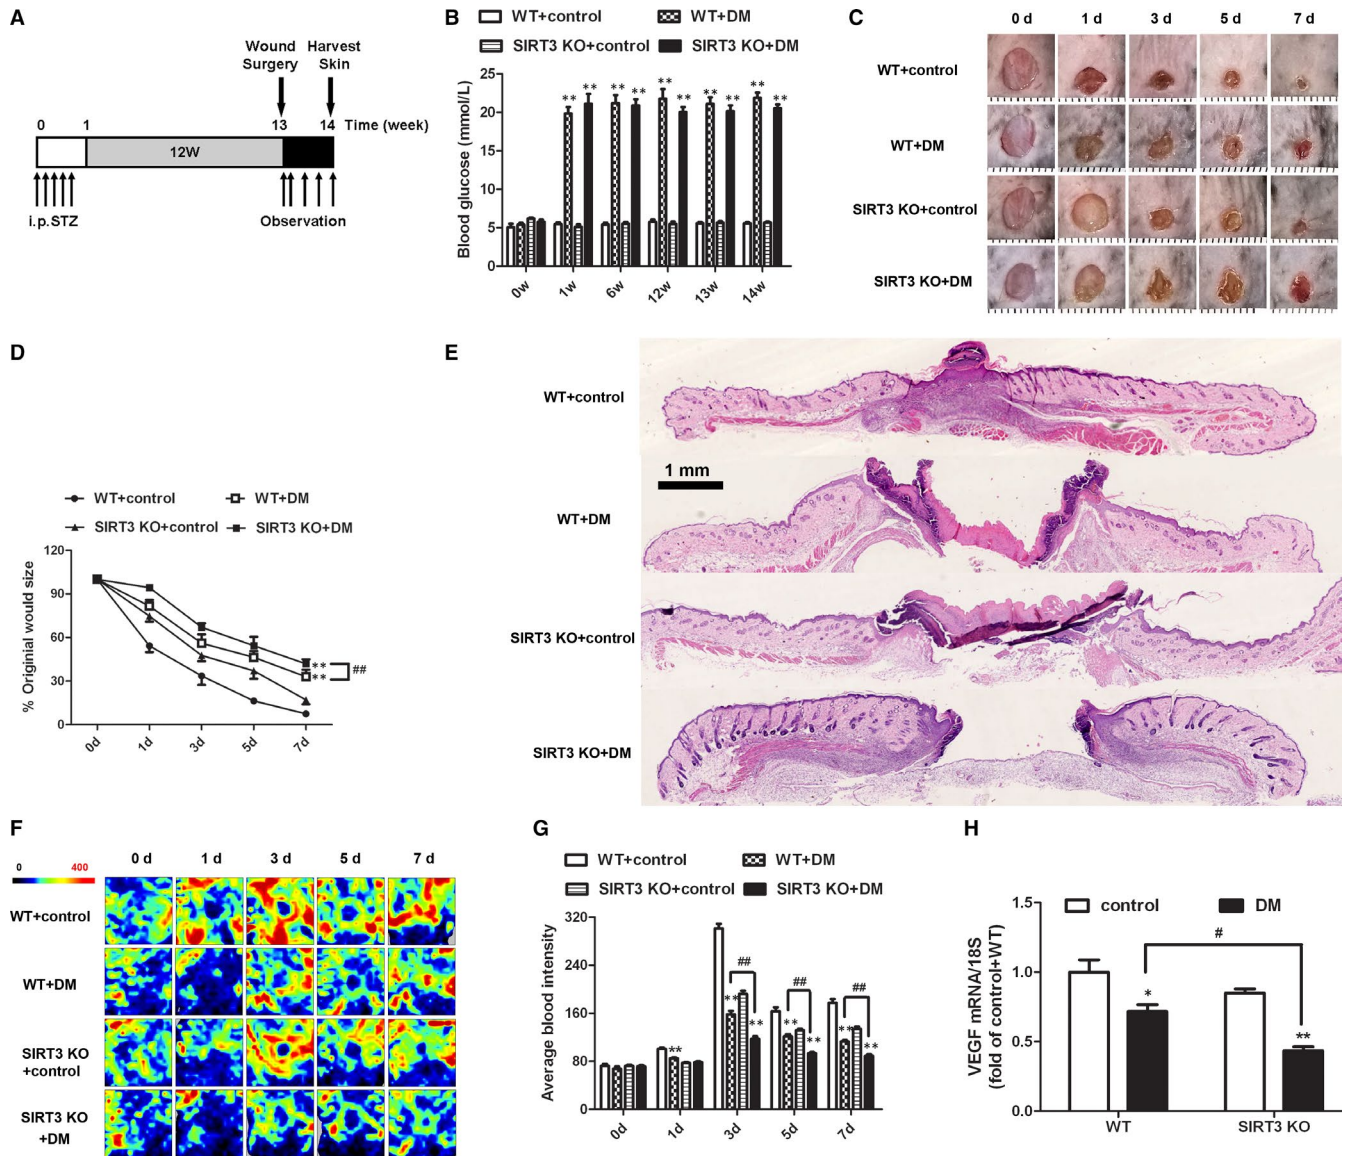 A
Wound
Surgery
Harvest
Skin
0
1
13
14
Time (week)
12W
i.p.STZ
Observation
B
WT+control
WT+DM
SIRT3 KO+control
SIRT3 KO+DM
Blood glucose (mmol/L)
25
20
15
10
5
0
** ** ** ** ** ** ** ** ** **
0w 1w 6w 12w 13w 14w
C
0 d 1 d 3 d 5 d 7 d
WT+control
WT+DM
SIRT3 KO+control
SIRT3 KO+DM
D
WT+control
WT+DM
SIRT3 KO+control
SIRT3 KO+DM
% Originial would size
120
90
60
30
0
**
**
##
0d 1d 3d 5d 7d
E
WT+control
1 mm
WT+DM
SIRT3 KO+control
SIRT3 KO+DM
F
0 400
0 d 1 d 3 d 5 d 7 d
WT+control
WT+DM
SIRT3 KO
+control
SIRT3 KO
+DM
G
WT+control
WT+DM
SIRT3 KO+control
SIRT3 KO+DM
Average blood intensity
320
240
160
80
0
**
##
** **
##
** **
##
** **
0d 1d 3d 5d 7d
H
control
DM
VEGF mRNA/18S
(fold of control+WT)
1.5
1.0
0.5
0.0
#
*
**
WT SIRT3 KO